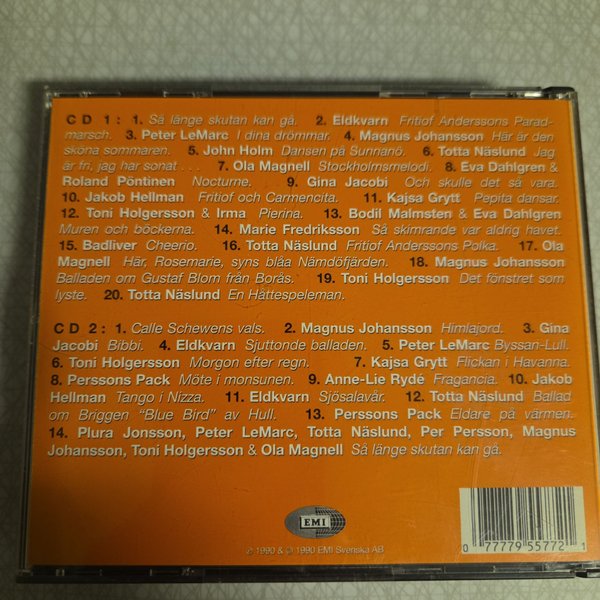 CD 1: 1. Så länge skutan kan gå. 2. Eldkvarn Fritiof Anderssons Parad-
marsch. 3. Peter LeMarc I dina drömmar. 4. Magnus Johansson Här är den
sköna sommaren. 5. John Holm Dansen på Sunnanö. 6. Totta Näslund Jag
är fri, jag har sonat . . . 7. Ola Magnell Stockholmsmelodi. 8. Eva Dahlgren &
Roland Pöntinen Nocturne. 9. Gina Jacobi Och skulle det så vara.
10. Jakob Hellman Fritiof och Carmencita. 11. Kajsa Grytt Pepita dansar.
12. Toni Holgersson & Irma Pierina. 13. Bodil Malmsten & Eva Dahlgren
Muren och böckerna. 14. Marie Fredriksson Så skimrande var aldrig havet.
15. Badliver Cheerio. 16. Totta Näslund Fritiof Anderssons Polka. 17. Ola
Magnell Här, Rosemarie, syns blåa Nämdöfjärden. 18. Magnus Johansson
Balladen om Gustaf Blom från Borås. 19. Toni Holgersson Det fönstret som
lyste. 20. Totta Näslund En Hattespeleman.
CD 2: 1. Calle Schewens vals. 2. Magnus Johansson Himlajord. 3. Gina
Jacobi Bibbi. 4. Eldkvarn Sjuttonde balladen. 5. Peter LeMarc Byssan-Lull.
6. Toni Holgersson Morgon efter regn. 7. Kajsa Grytt Flickan i Havanna.
8. Perssons Pack Möte i monsunen. 9. Anne-Lie Rydé Fragancia. 10. Jakob
Hellman Tango i Nizza. 11. Eldkvarn Sjösalavår. 12. Totta Näslund Ballad
om Briggen "Blue Bird" av Hull. 13. Perssons Pack Eldare på värmen.
14. Plura Jonsson, Peter LeMarc, Totta Näslund, Per Persson, Magnus
Johansson, Toni Holgersson & Ola Magnell Så länge skutan kan gå.
EMI
℗ 1990 & © 1990 EMI Svenska AB
0 77779 55772 1